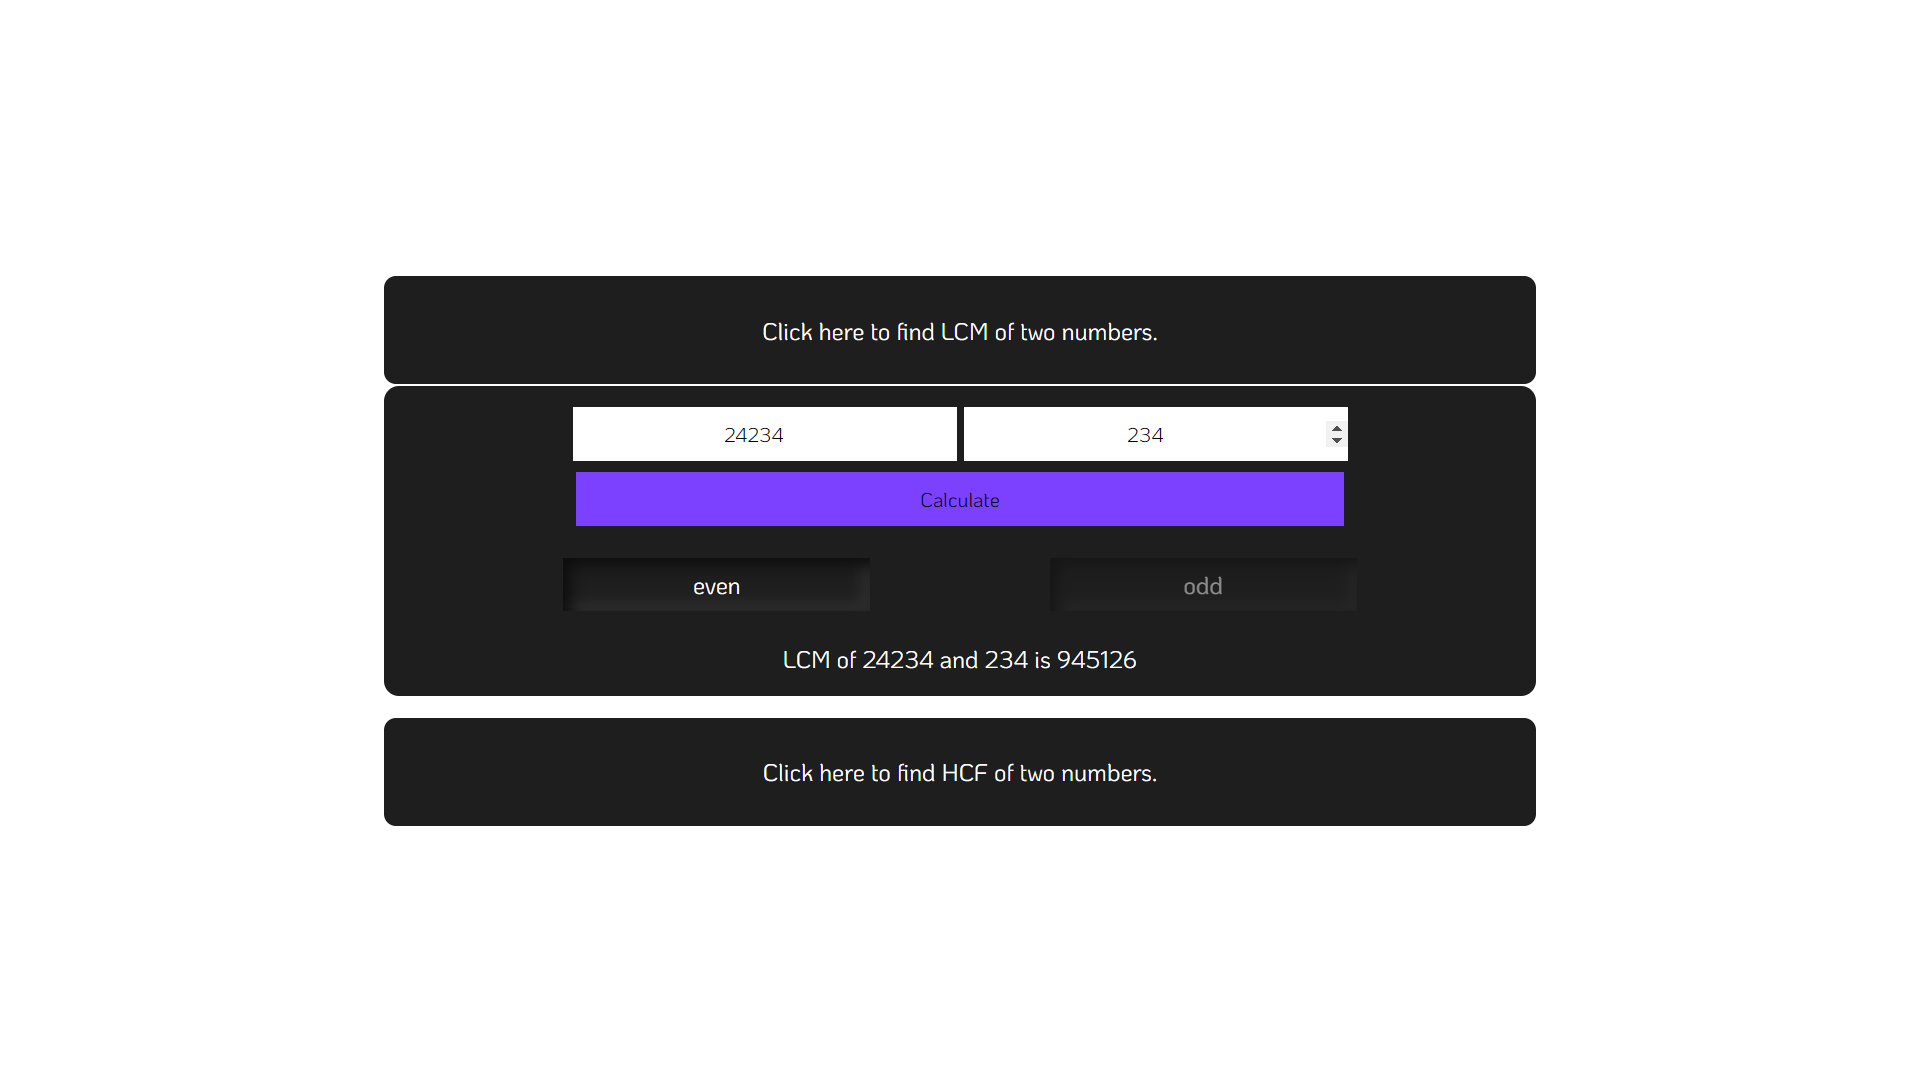 Click here to find LCM of two numbers.
24234 234
Calculate
even odd
LCM of 24234 and 234 is 945126
Click here to find HCF of two numbers.